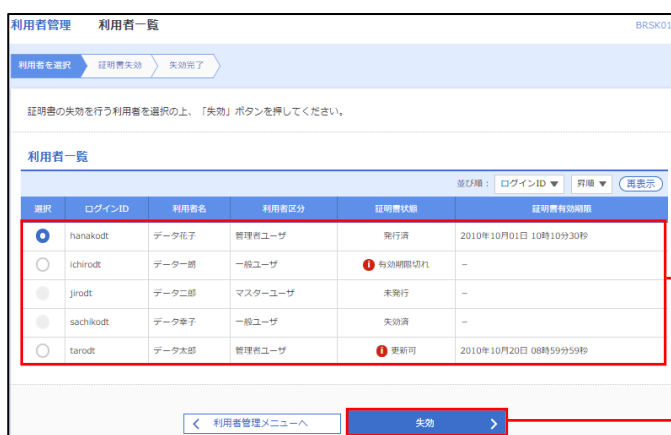 利用者管理 利用者一覧 BRSK01
利用者を選択 証明書失効 失効完了
証明書の失効を行う利用者を選択の上、「失効」ボタンを押してください。
利用者一覧
並び順： ログインID ▼ 昇順 ▼ 再表示
選択 ログインID 利用者名 利用者区分 証明書状態 証明書有効期限
hanakodt データ花子 管理者ユーザ 発行済 2010年10月01日 10時10分30秒
ichirodt データ一朗 一般ユーザ 有効期限切れ －
jirodt データ二郎 マスターユーザ 未発行 －
sachikodt データ幸子 一般ユーザ 失効済 －
tarodt データ太郎 管理者ユーザ 更新可 2010年10月20日 08時59分59秒
利用者管理メニューへ 失効